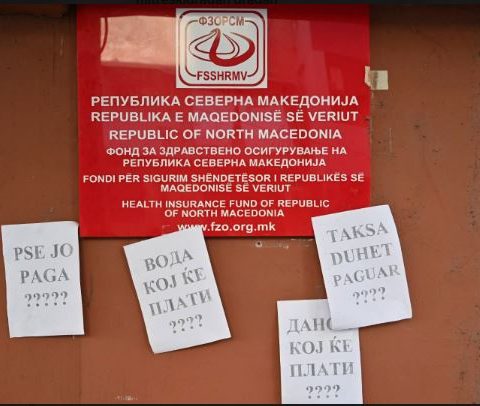 ФЗОРСМ
FSSHRMV
РЕПУБЛИКА СЕВЕРНА МАКЕДОНИЈА
REPUBLIKA E MAQEDONISË SË VERIUT
REPUBLIC OF NORTH MACEDONIA
ФОНД ЗА ЗДРАВСТВЕНО ОСИГУРУВАЊЕ НА
РЕПУБЛИКА СЕВЕРНА МАКЕДОНИЈА
FONDI PËR SIGURIM SHËNDETËSOR I REPUBLIKËS SË
MAQEDONISË SË VERIUT
HEALTH INSURANCE FUND OF REPUBLIC
OF NORTH MACEDONIA
www.fzo.org.mk
PSE JO
PAGA
?????
ВОДА
КОЈ ЌЕ
ПЛАТИ
????
TAKSA
DUHET
PAGUAR
????
КОЈ ЌЕ
ПЛАТИ
????